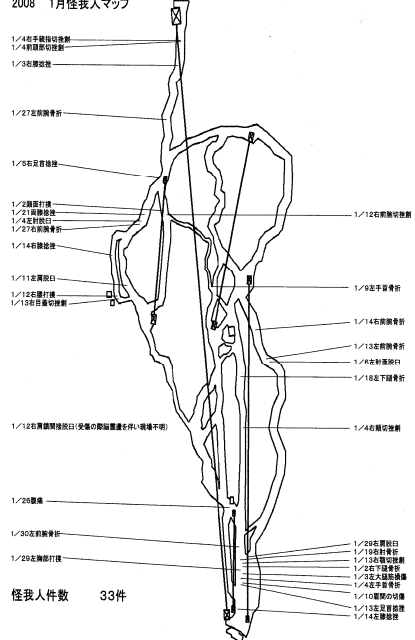 2008 1月怪我人マップ
1/4右手続指切挫創
1/4前頭部切挫創
1/3右膝捻挫
1/27左前腕骨折
1/5右足首捻挫
1/2顔面打撲
1/21両膝捻挫
1/4左肘脱臼
1/27右前腕骨折
1/14右膝捻挫
1/11左肩脱臼
1/12右腰打撲
1/13右目蓋切挫創
1/12右肩鎖関節脱臼(受傷の際脳震盪を伴い現場不明)
1/26腹痛
1/30左前腕骨折
1/29左胸部打撲
怪我人件数 33件
1/12右前腕切挫創
1/9左手首骨折
1/14右前腕骨折
1/13左前腕骨折
1/18左下腿骨折
1/4右頬切挫創
1/29右肩脱臼
1/19右肘骨折
1/13右顎切挫創
1/2右下腿骨折
1/3左大腿筋損傷
1/4左手首骨折
1/10眉間の切傷
1/13左足首捻挫
1/14左膝捻挫